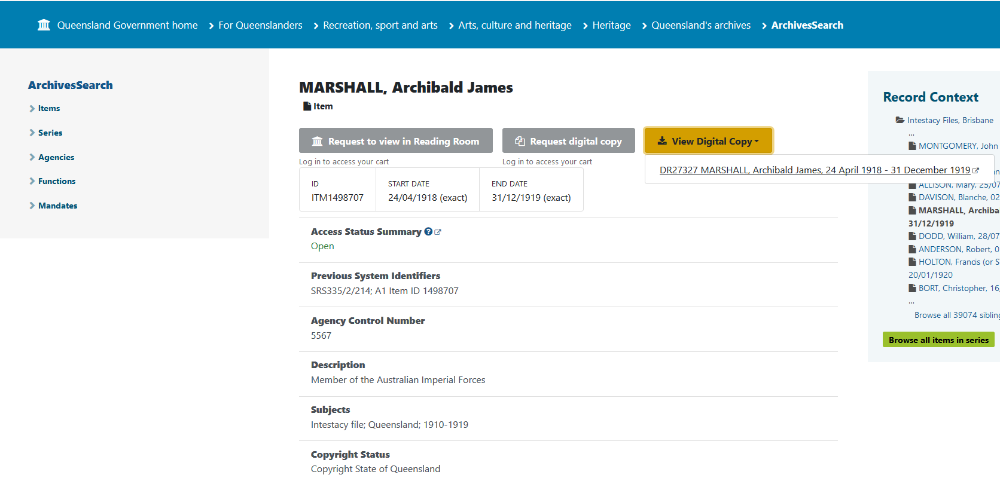 Queensland Government home
For Queenslanders
Recreation, sport and arts
Arts, culture and heritage
Heritage
Queensland's archives
ArchivesSearch
ArchivesSearch
Items
Series
Agencies
Functions
Mandates
MARSHALL, Archibald James
Item
Request to view in Reading Room
Log in to access your cart
Request digital copy
Log in to access your cart
View Digital Copy
DR27327 MARSHALL, Archibald James, 24 April 1918 - 31 December 1919
ID
ITM1498707
START DATE
24/04/1918 (exact)
END DATE
31/12/1919 (exact)
Access Status Summary
Open
Previous System Identifiers
SRS335/2/214; A1 Item ID 1498707
Agency Control Number
5567
Description
Member of the Australian Imperial Forces
Subjects
Intestacy file; Queensland; 1910-1919
Copyright Status
Copyright State of Queensland
Record Context
Intestacy Files, Brisbane
...
MONTGOMERY, John
ALLISON, Mary, 25/07
DAVISON, Blanche, 02
MARSHALL, Archiba
31/12/1919
DODD, William, 28/07
ANDERSON, Robert, 0
HOLTON, Francis (or S
20/01/1920
BORT, Christopher, 16
...
Browse all 39074 sibling
Browse all items in series